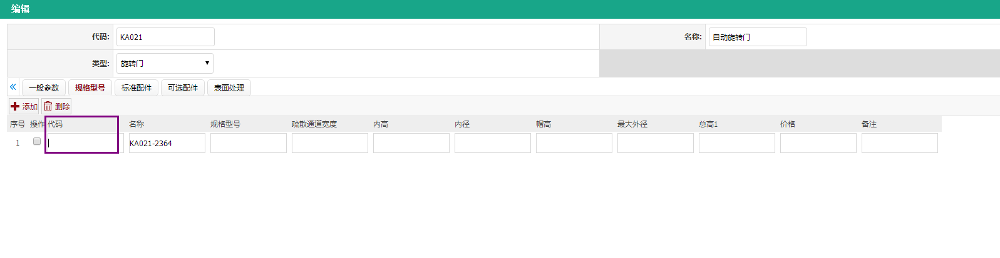 编辑
代码: KA021 名称: 自动旋转门
类型: 旋转门
一般参数 规格型号 标准配件 可选配件 表面处理
添加 删除
序号 操作 代码 名称 规格型号 疏散通道宽度 内高 内径 帽高 最大外径 总高1 价格 备注
1 KA021-2364